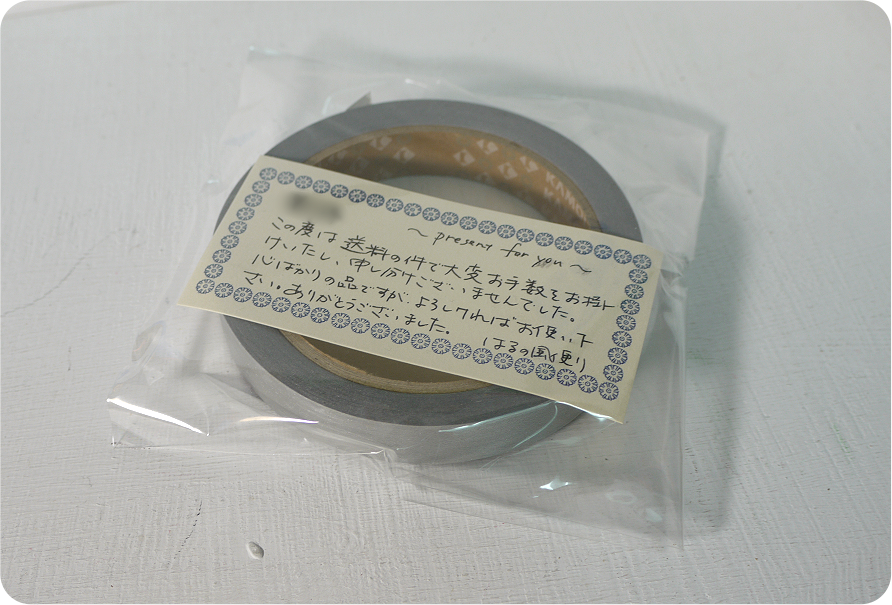 ～ present for you ～
この度は送料の件で大変お手数をお掛
けいたし、申し訳ございませんでした。
心ばかりの品ですが、よろしければお使い下
さい。ありがとうございました。
はるの風便り
KAMO